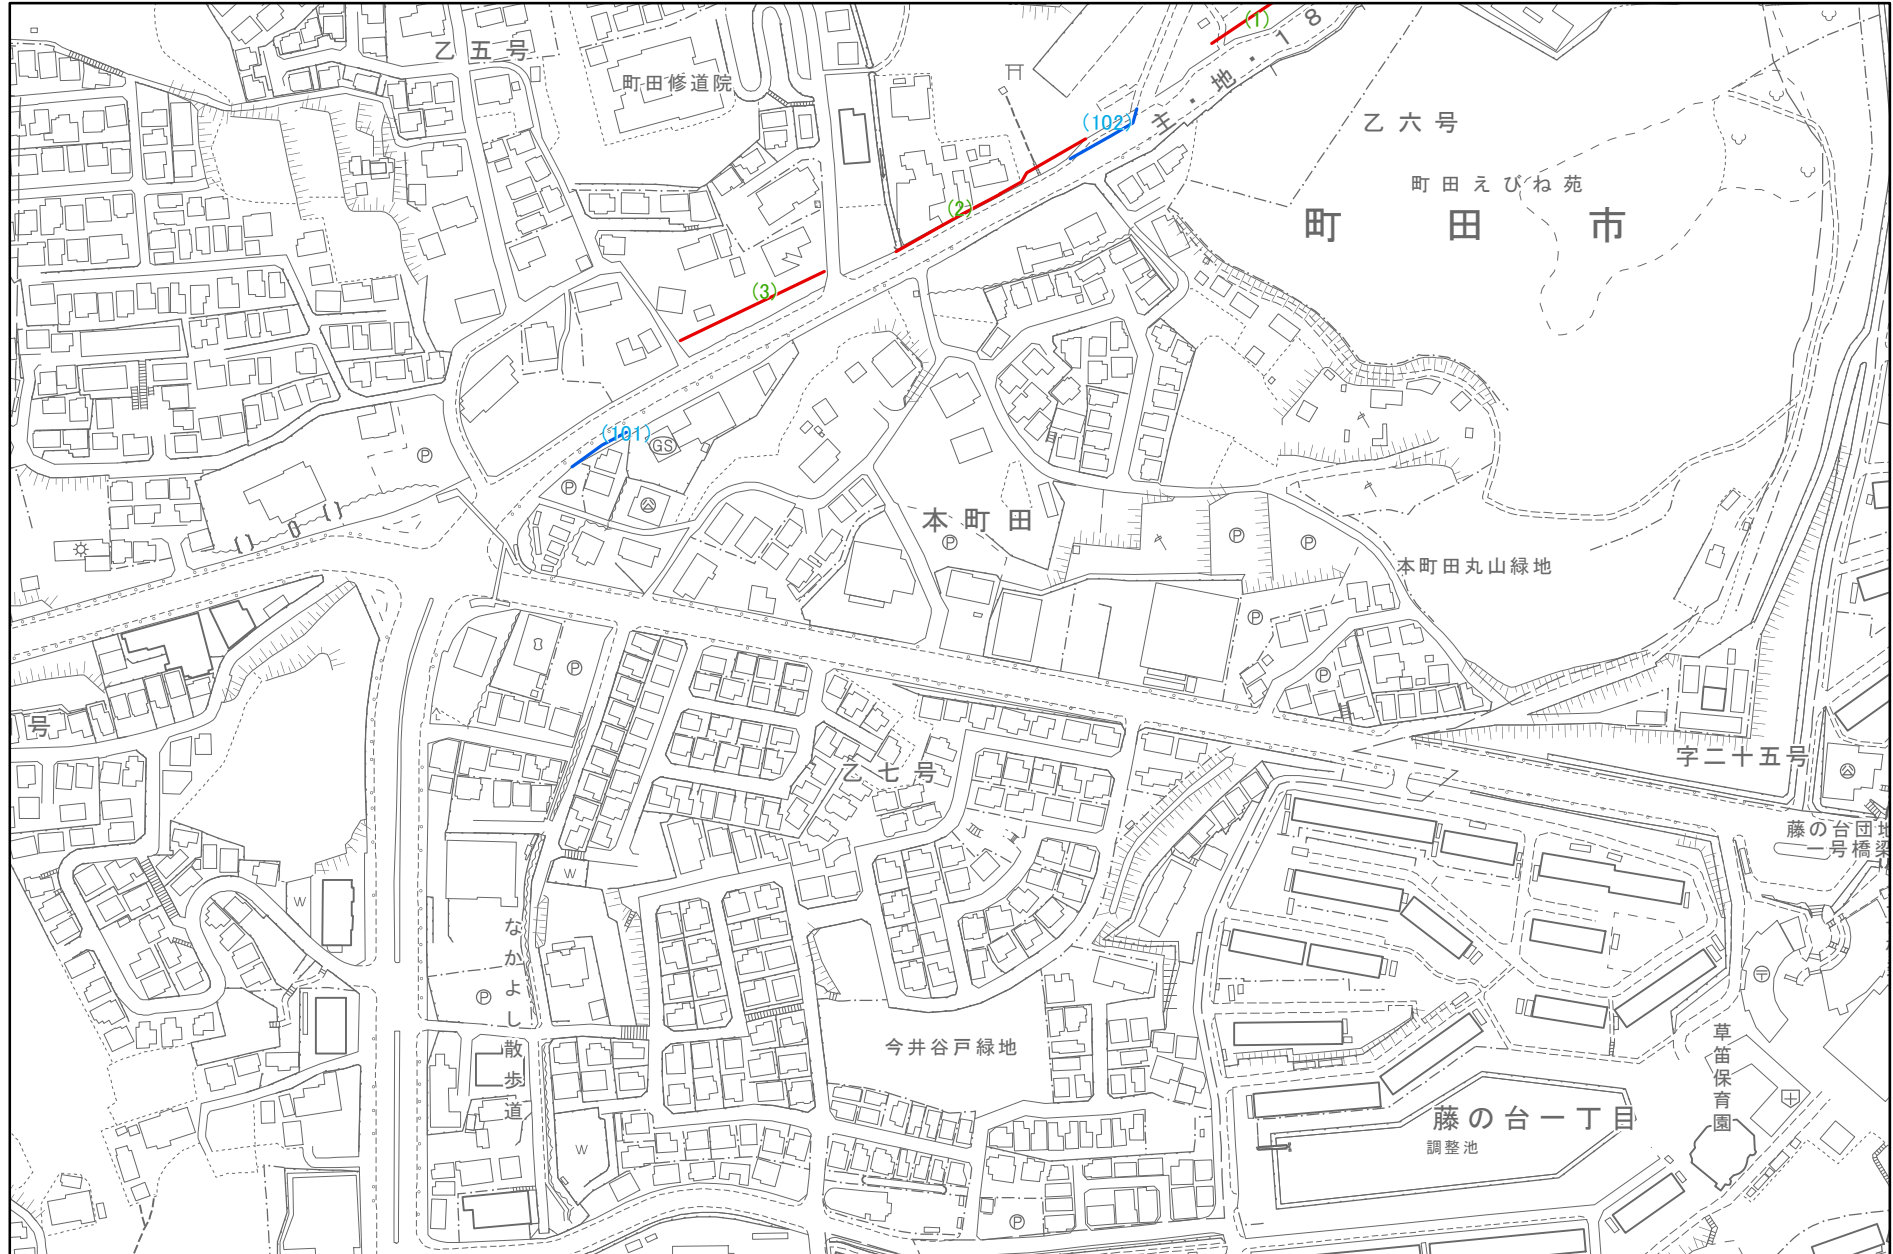 (1)
主・地・18
乙五号
町田修道院
(102)
乙六号
町田えびね苑
町田市
(2)
(3)
(101)
GS
P
P
本町田
P
P
P
本町田丸山緑地
P
P
P
号
字二十五号
乙七号
藤の台団地
一号橋梁
W
W
なかよし散歩道
P
今井谷戸緑地
草笛保育園
藤の台一丁目
調整池
W
P